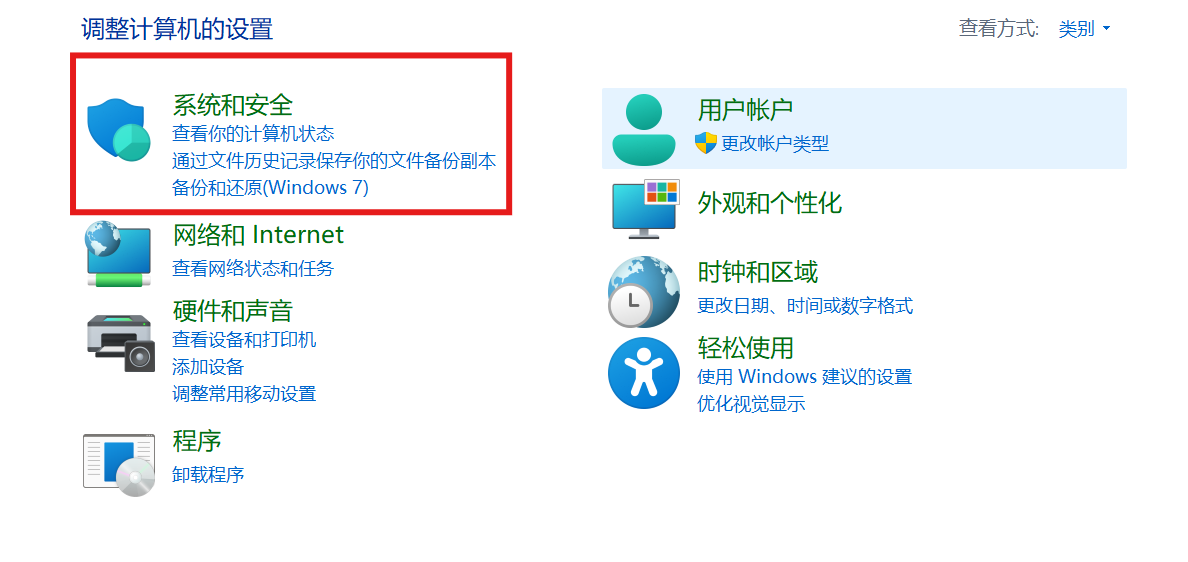 调整计算机的设置
查看方式: 类别
系统和安全
查看你的计算机状态
通过文件历史记录保存你的文件备份副本
备份和还原(Windows 7)
网络和 Internet
查看网络状态和任务
硬件和声音
查看设备和打印机
添加设备
调整常用移动设置
程序
卸载程序
用户帐户
更改帐户类型
外观和个性化
时钟和区域
更改日期、时间或数字格式
轻松使用
使用 Windows 建议的设置
优化视觉显示